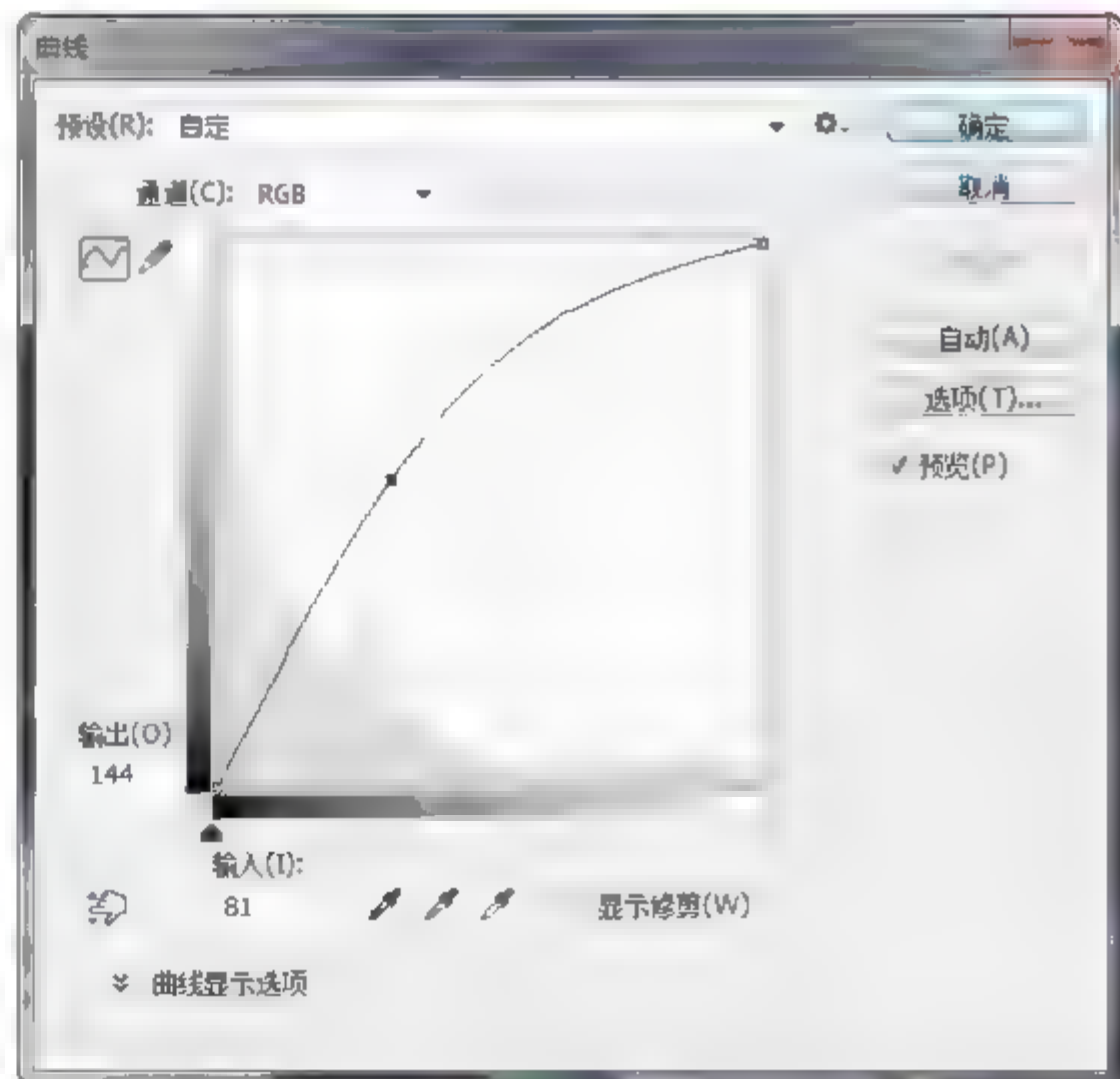 曲线
预设(R): 自定
确定
通道(C): RGB
取消
自动(A)
选项(T)...
预览(P)
输出(O)
144
输入(I):
81
显示修剪(W)
曲线显示选项